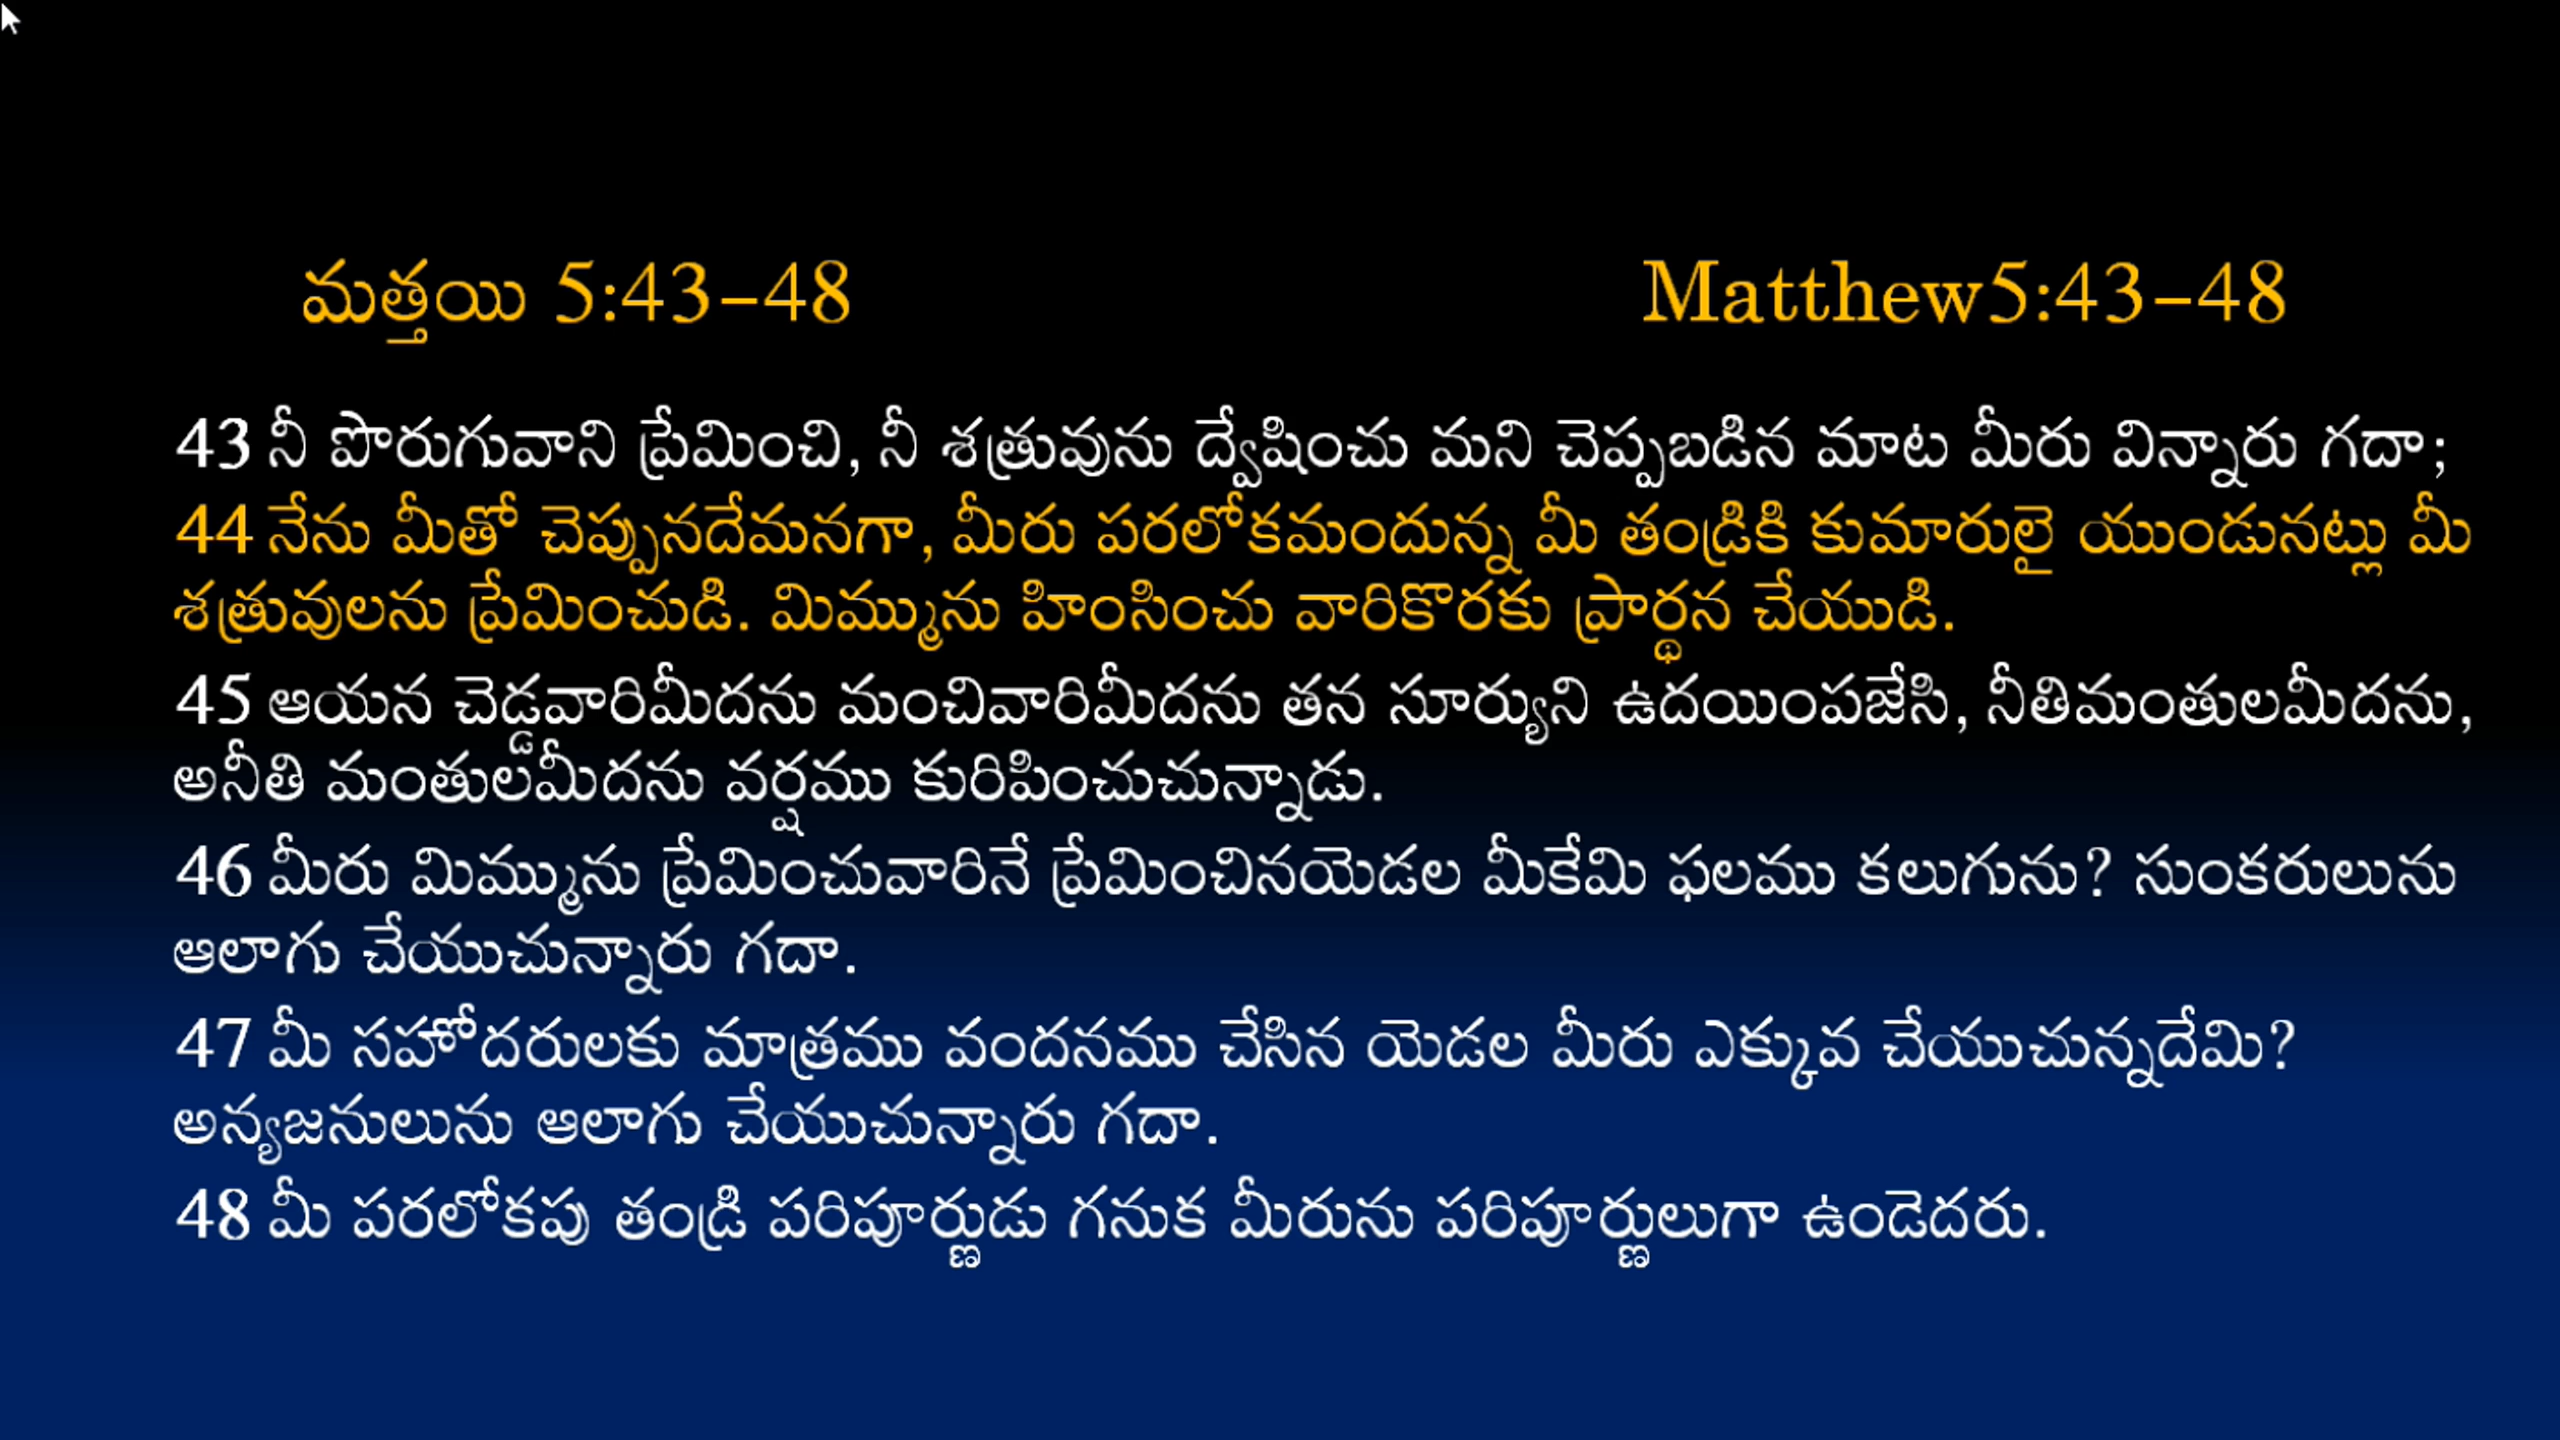 మత్తయి 5:43-48 Matthew5:43-48
43 నీ పొరుగువాని ప్రేమించి, నీ శత్రువును ద్వేషించు మని చెప్పబడిన మాట మీరు విన్నారు గదా;
44 నేను మీతో చెప్పునదేమనగా, మీరు పరలోకమందున్న మీ తండ్రికి కుమారులై యుండునట్లు మీ
శత్రువులను ప్రేమించుడి. మిమ్మును హింసించు వారికొరకు ప్రార్థన చేయుడి.
45 ఆయన చెడ్డవారిమీదను మంచివారిమీదను తన సూర్యుని ఉదయింపజేసి, నీతిమంతులమీదను,
అనీతి మంతులమీదను వర్షము కురిపించుచున్నాడు.
46 మీరు మిమ్మును ప్రేమించువారినే ప్రేమించినయెడల మీకేమి ఫలము కలుగును? సుంకరులును
ఆలాగు చేయుచున్నారు గదా.
47 మీ సహోదరులకు మాత్రము వందనము చేసిన యెడల మీరు ఎక్కువ చేయుచున్నదేమి?
అన్యజనులును ఆలాగు చేయుచున్నారు గదా.
48 మీ పరలోకపు తండ్రి పరిపూర్ణుడు గనుక మీరును పరిపూర్ణులుగా ఉండెదరు.